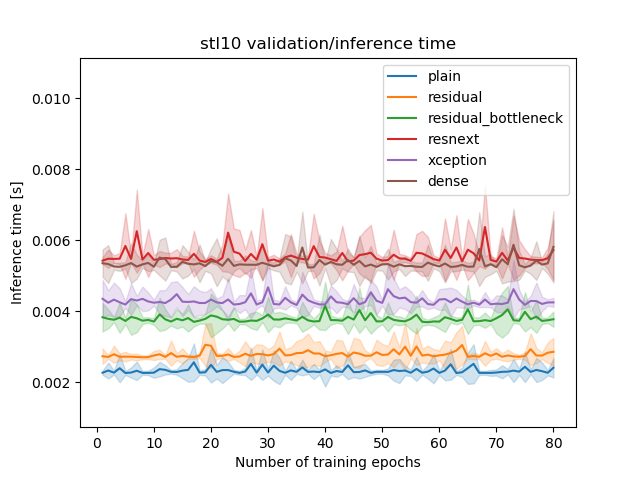 stl10 validation/inference time
plain
residual
residual_bottleneck
resnext
xception
dense
Inference time [s]
0.010
0.008
0.006
0.004
0.002
0 10 20 30 40 50 60 70 80
Number of training epochs